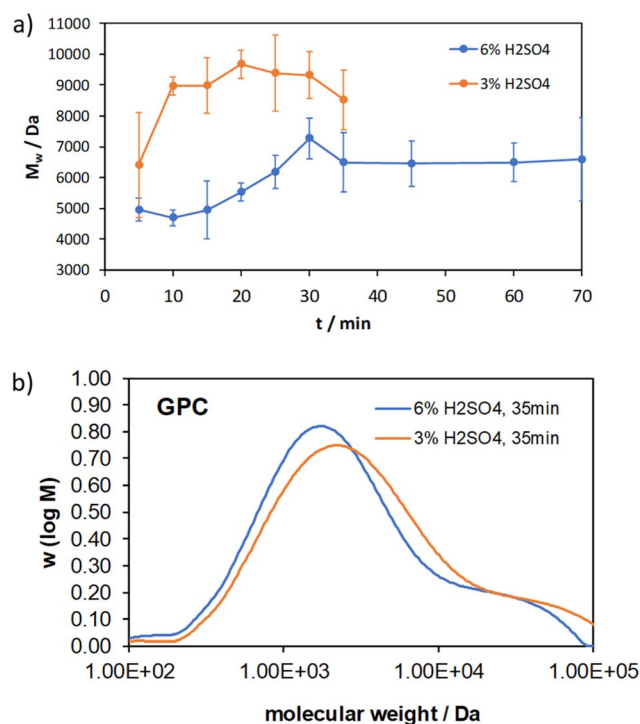 a)
11000
10000
9000
8000
7000
6000
5000
4000
3000
M_w / Da
6% H2SO4
3% H2SO4
0 10 20 30 40 50 60 70
t / min
b)
1.00
0.90
0.80
0.70
0.60
0.50
0.40
0.30
0.20
0.10
0.00
w (log M)
GPC
6% H2SO4, 35min
3% H2SO4, 35min
1.00E+02 1.00E+03 1.00E+04 1.00E+05
molecular weight / Da